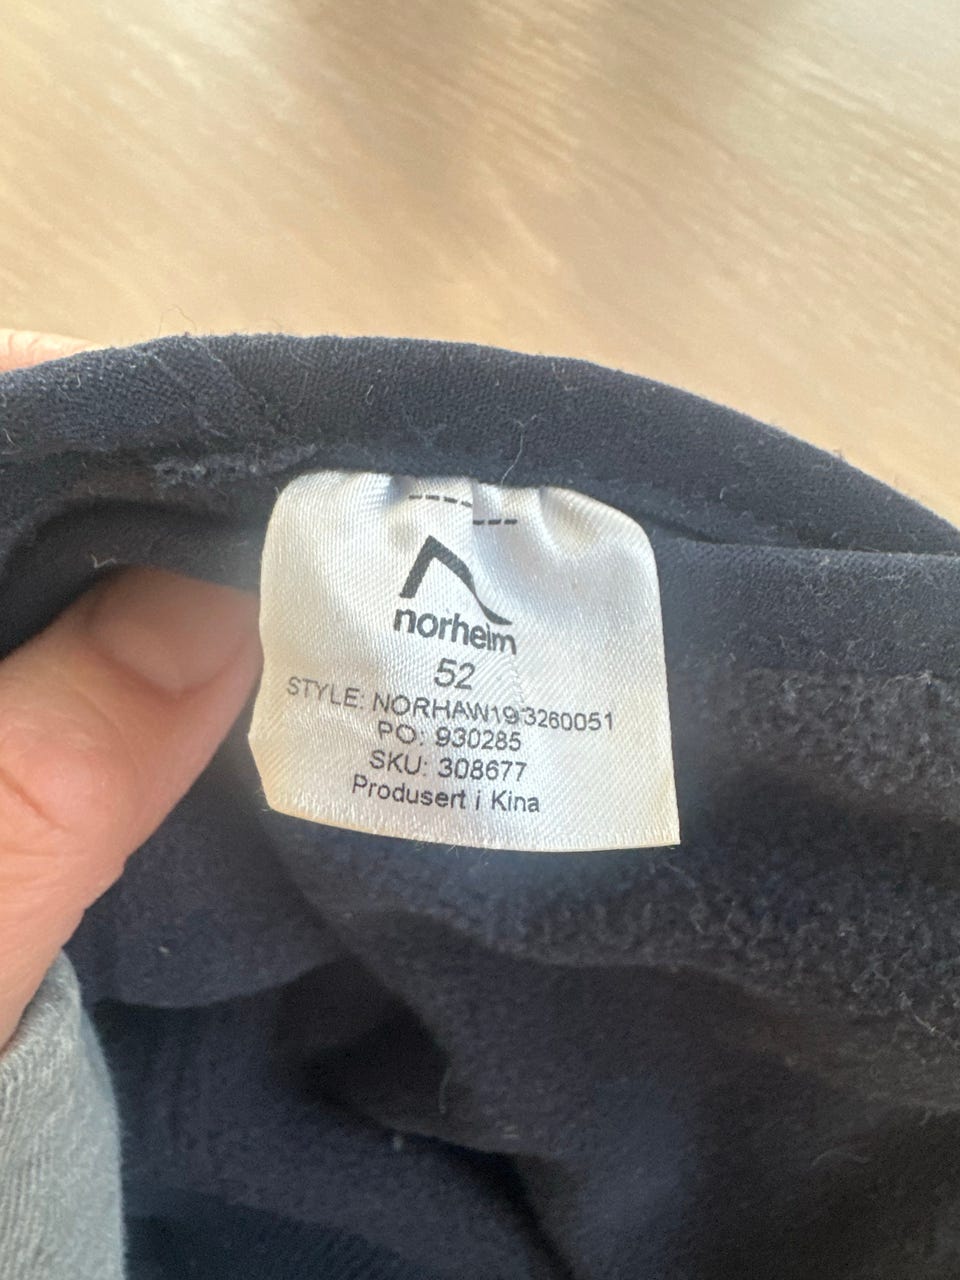 norheim
52
STYLE: NORHAW193260051
PO: 930285
SKU: 308677
Produsert i Kina